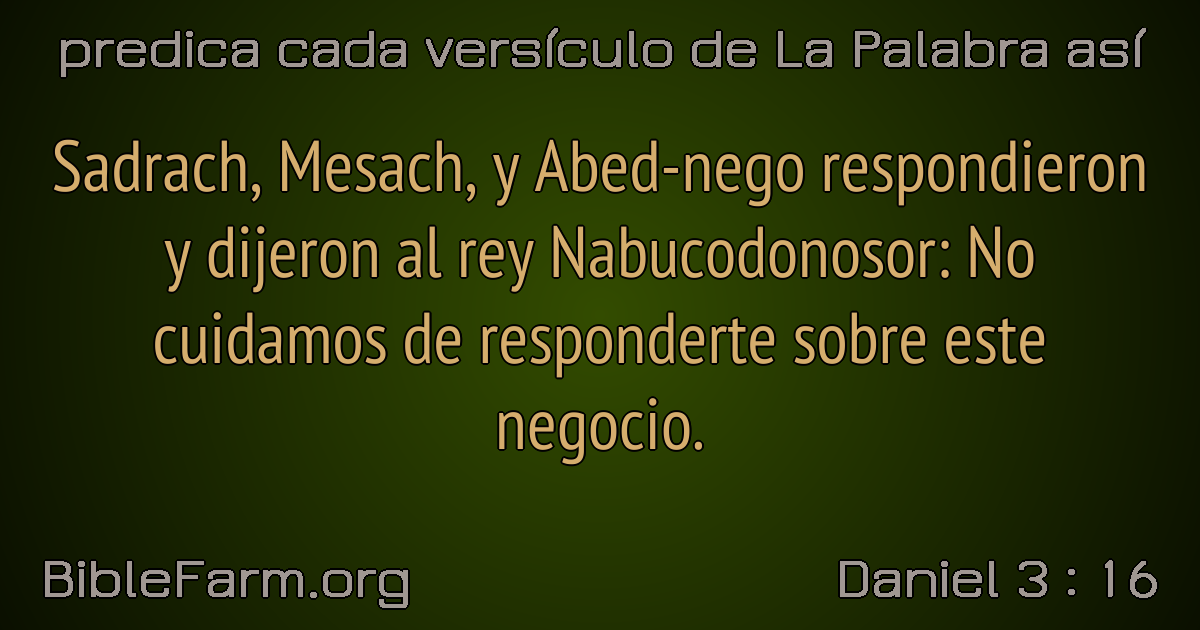 predica cada versículo de La Palabra así
Sadrach, Mesach, y Abed-nego respondieron
y dijeron al rey Nabucodonosor: No
cuidamos de responderte sobre este
negocio.
BibleFarm.org
Daniel 3 : 16